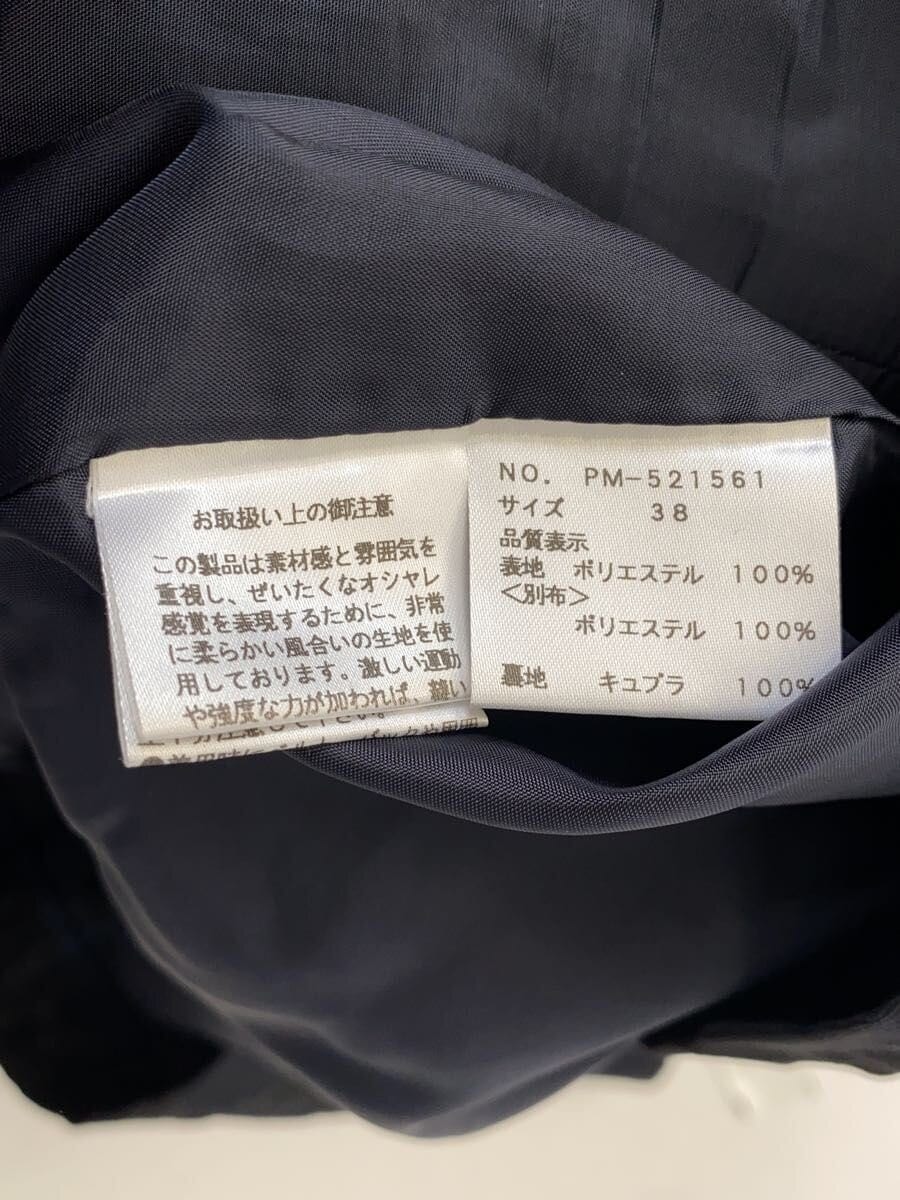 お取扱い上の御注意
この製品は素材感と雰囲気を
重視し、ぜいたくなオシャレ
感覚を表現するために、非常
に柔らかい風合いの生地を使
用しております。激しい運動
や強度な力が加われば、縫い
NO. PM-521561
サイズ 38
品質表示
表地 ポリエステル 100%
<別布>
ポリエステル 100%
裏地 キュプラ 100%